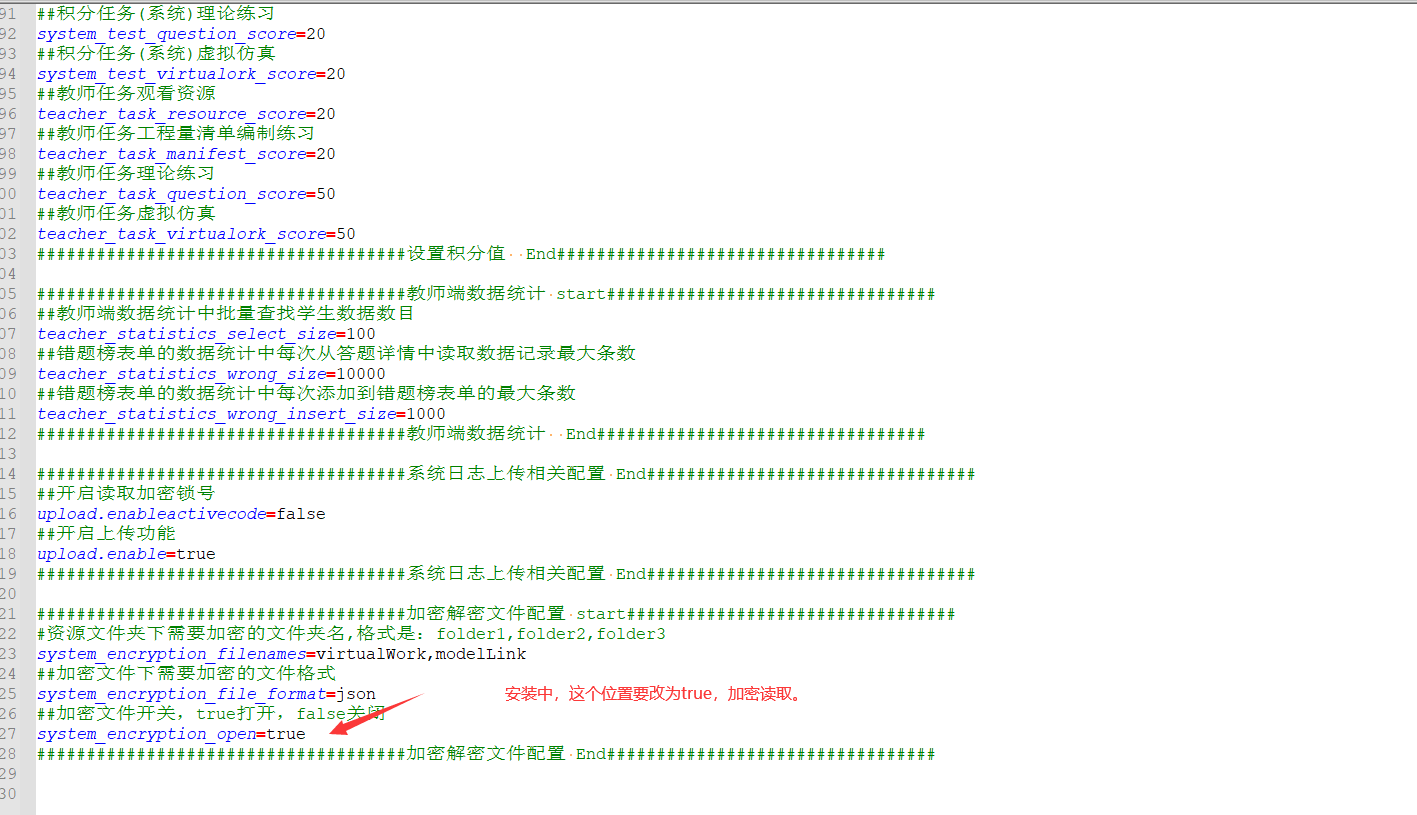 91 ##积分任务(系统)理论练习
92 system_test_question_score=20
93 ##积分任务(系统)虚拟仿真
94 system_test_virtualork_score=20
95 ##教师任务观看资源
96 teacher_task_resource_score=20
97 ##教师任务工程量清单编制练习
98 teacher_task_manifest_score=20
99 ##教师任务理论练习
00 teacher_task_question_score=50
01 ##教师任务虚拟仿真
02 teacher_task_virtualork_score=50
03 #####################################设置积分值··End#################################
04
05 #####################################教师端数据统计·start#################################
06 ##教师端数据统计中批量查找学生数据数目
07 teacher_statistics_select_size=100
08 ##错题榜表单的数据统计中每次从答题详情中读取数据记录最大条数
09 teacher_statistics_wrong_size=10000
10 ##错题榜表单的数据统计中每次添加到错题榜表单的最大条数
11 teacher_statistics_wrong_insert_size=1000
12 #####################################教师端数据统计··End#################################
13
14 #####################################系统日志上传相关配置·End#################################
15 ##开启读取加密锁号
16 upload.enableactivecode=false
17 ##开启上传功能
18 upload.enable=true
19 #####################################系统日志上传相关配置·End#################################
20
21 #####################################加密解密文件配置·start#################################
22 #资源文件夹下需要加密的文件夹名,格式是：folder1,folder2,folder3
23 system_encryption_filenames=virtualWork,modelLink
24 ##加密文件下需要加密的文件格式
25 system_encryption_file_format=json 安装中，这个位置要改为true，加密读取。
26 ##加密文件开关，true打开，false关闭
27 system_encryption_open=true
28 #####################################加密解密文件配置·End#################################
29
30